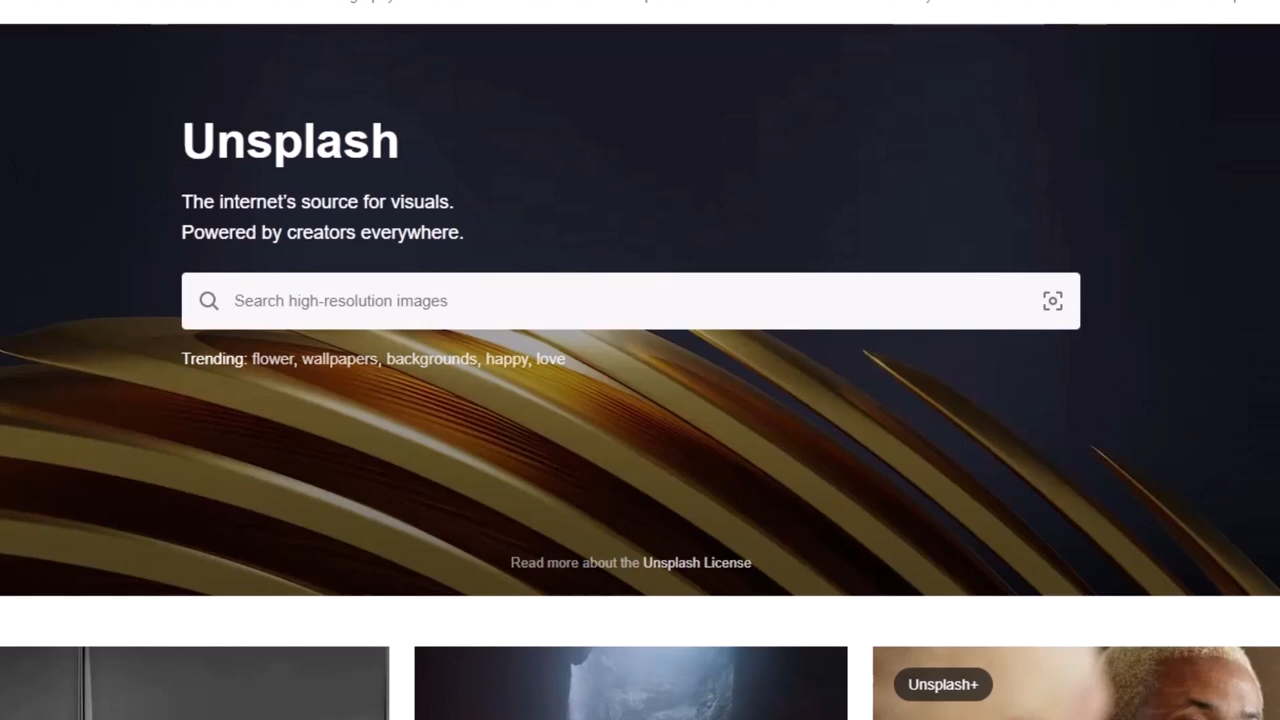 Unsplash
The internet's source for visuals.
Powered by creators everywhere.
Search high-resolution images
Trending: flower, wallpapers, backgrounds, happy, love
Read more about the Unsplash License
Unsplash+